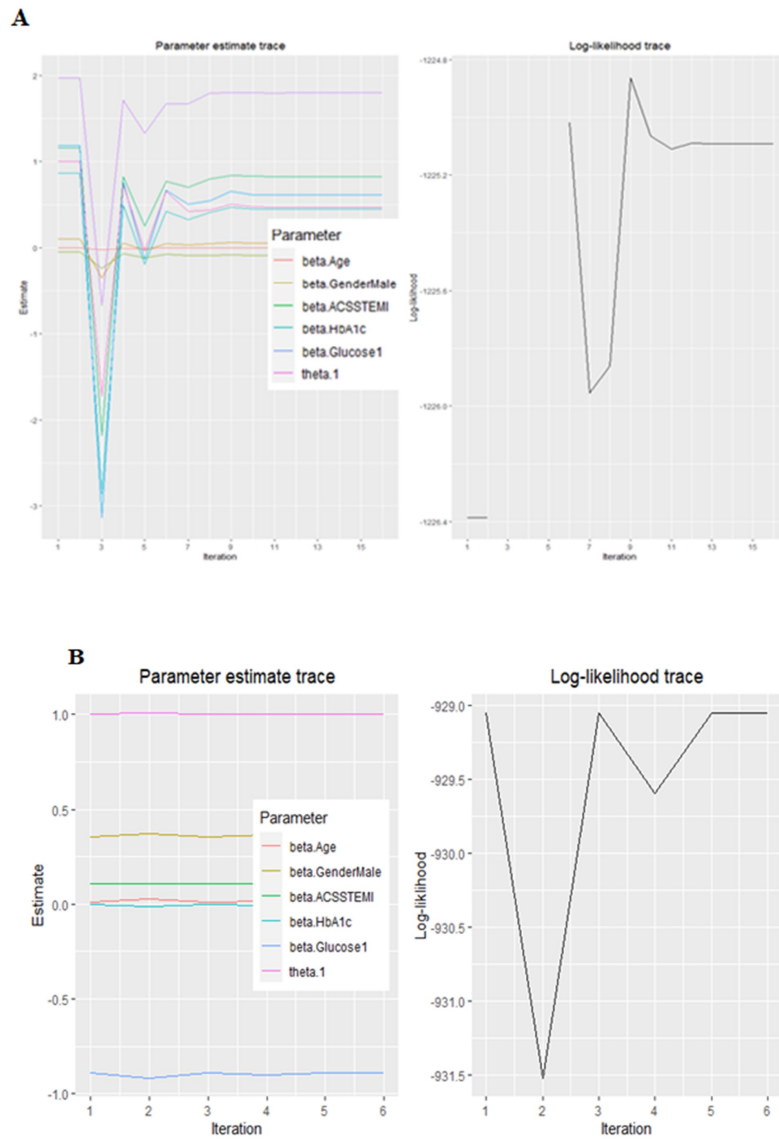 A
Parameter estimate trace
2
1
0
-1
-2
-3
Estimate
1 3 5 7 9 11 13 15
Iteration
Parameter
beta.Age
beta.GenderMale
beta.ACSSTEMI
beta.HbA1c
beta.Glucose1
theta.1
Log-likelihood trace
-1224.8
-1225.2
-1225.6
-1226.0
-1226.4
Log-likelihood
1 3 5 7 9 11 13 15
Iteration
B
Parameter estimate trace
1.0
0.5
0.0
-0.5
-1.0
Estimate
1 2 3 4 5 6
Iteration
Parameter
beta.Age
beta.GenderMale
beta.ACSSTEMI
beta.HbA1c
beta.Glucose1
theta.1
Log-likelihood trace
-929.0
-929.5
-930.0
-930.5
-931.0
-931.5
Log-likelihood
1 2 3 4 5 6
Iteration